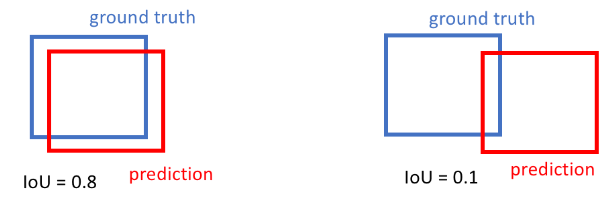 ground truth
prediction
IoU = 0.8
ground truth
prediction
IoU = 0.1